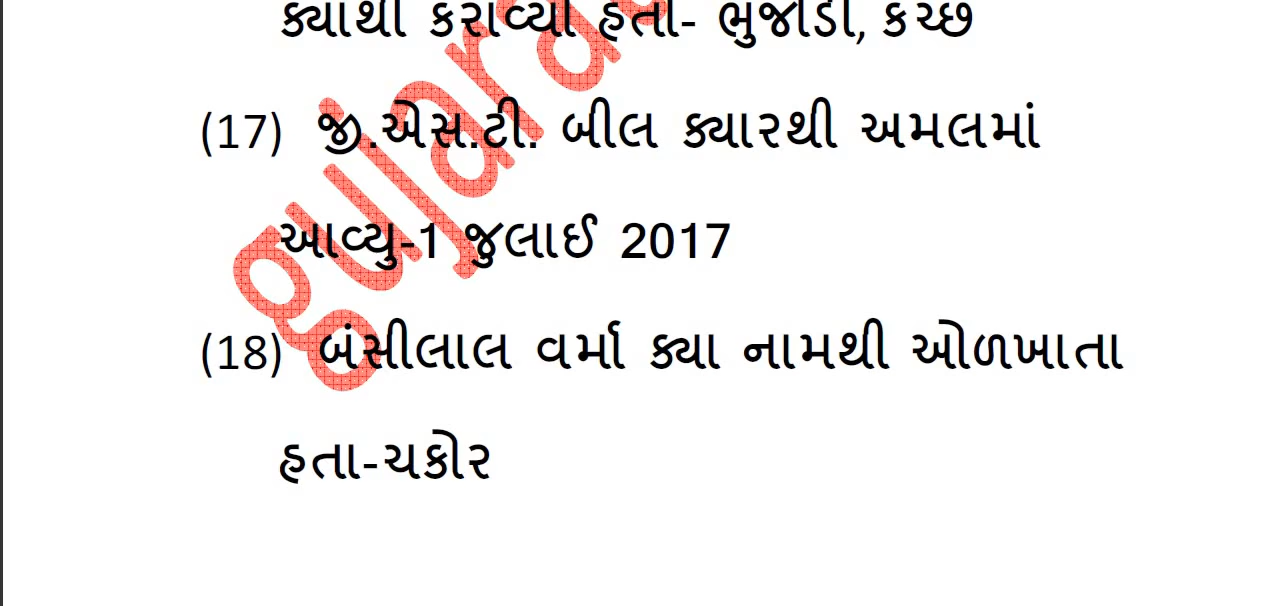 ક્યાંથી કરાવ્યો હતો- ભુજોડી, કચ્છ
(17) જી.એસ.ટી. બીલ ક્યારથી અમલમાં
આવ્યુ-1 જુલાઈ 2017
(18) બંસીલાલ વર્મા ક્યા નામથી ઓળખાતા
હતા-ચકોર